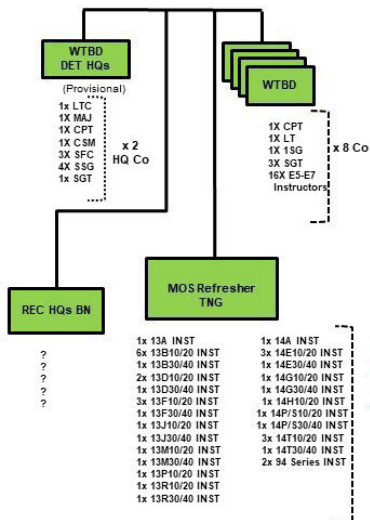 WTBD
DET HQs
(Provisional)
1x LTC
1X MAJ
1X CPT
1X CSM
3X SFC
4X SSG
1x SGT
x 2
HQ Co
WTBD
1X CPT
1X LT
1X 1SG
3X SGT
16X E5-E7
Instructors
x 8 Co
REC HQs BN
?
?
?
?
?
MOS Refresher
TNG
1x 13A INST
6x 13B10/20 INST
1x 13B30/40 INST
2x 13D10/20 INST
1x 13D30/40 INST
3x 13F10/20 INST
1x 13F30/40 INST
1x 13J10/20 INST
1x 13J30/40 INST
1x 13M10/20 INST
1x 13M30/40 INST
1x 13P10/20 INST
1x 13R10/20 INST
1x 13R30/40 INST
1x 14A INST
3x 14E10/20 INST
1x 14E30/40 INST
1x 14G10/20 INST
1x 14G30/40 INST
1x 14H10/20 INST
1x 14P/S10/20 INST
1x 14P/S30/40 INST
3x 14T10/20 INST
1x 14T30/40 INST
2x 94 Series INST